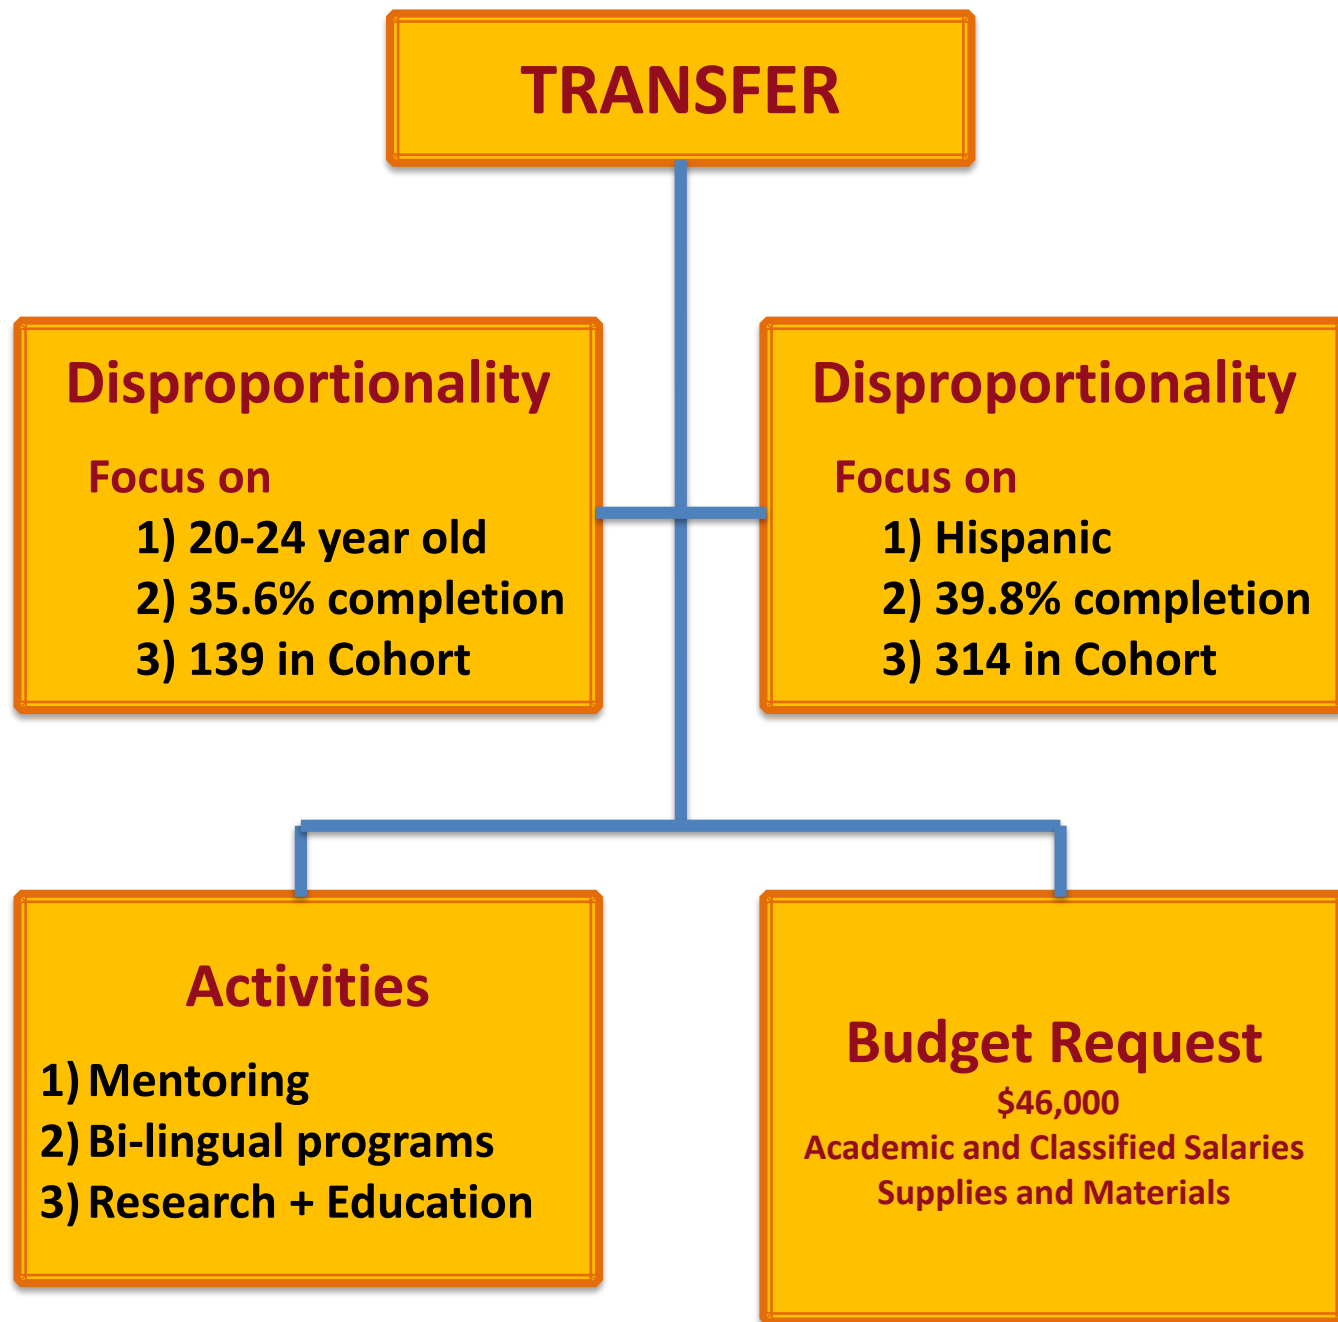 TRANSFER
Disproportionality
Focus on
1) 20-24 year old
2) 35.6% completion
3) 139 in Cohort
Disproportionality
Focus on
1) Hispanic
2) 39.8% completion
3) 314 in Cohort
Activities
1) Mentoring
2) Bi-lingual programs
3) Research + Education
Budget Request
$46,000
Academic and Classified Salaries
Supplies and Materials